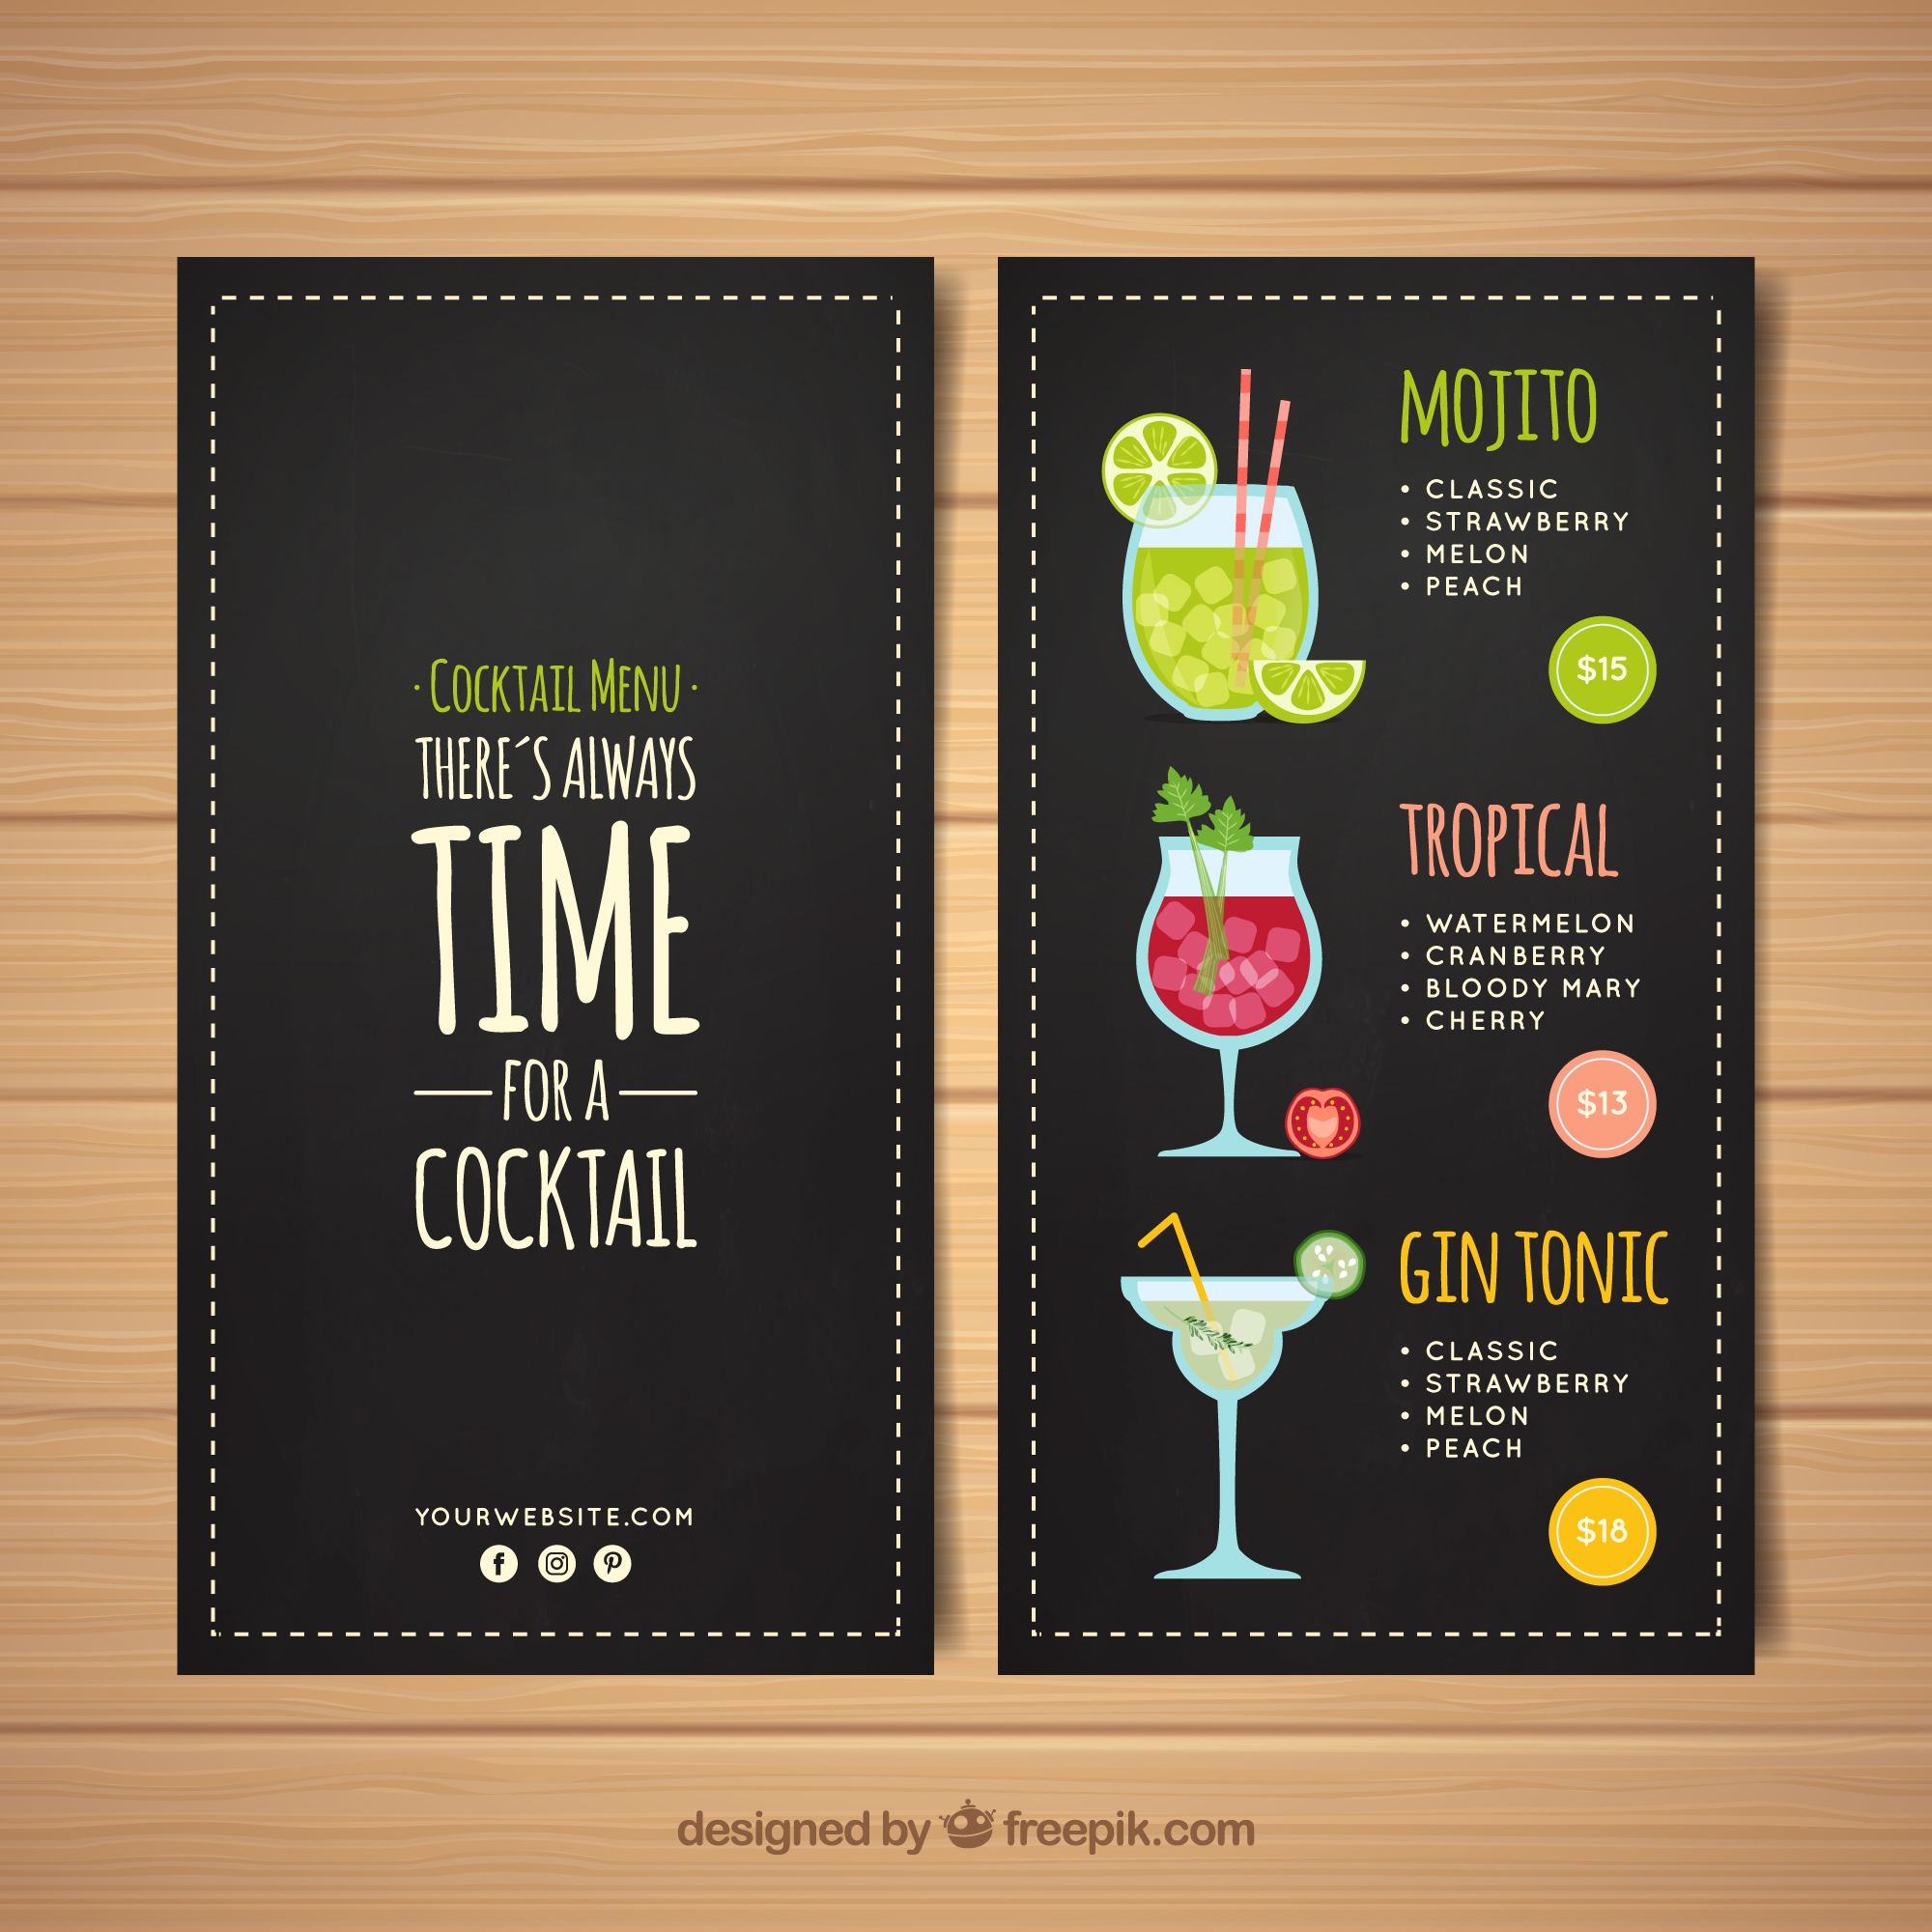 · Cocktail Menu ·
THERE´S ALWAYS
TIME
FOR A
COCKTAIL
YOURWEBSITE.COM
MOJITO
• CLASSIC
• STRAWBERRY
• MELON
• PEACH
$15
TROPICAL
• WATERMELON
• CRANBERRY
• BLOODY MARY
• CHERRY
$13
GIN TONIC
• CLASSIC
• STRAWBERRY
• MELON
• PEACH
$18
designed by freepik.com